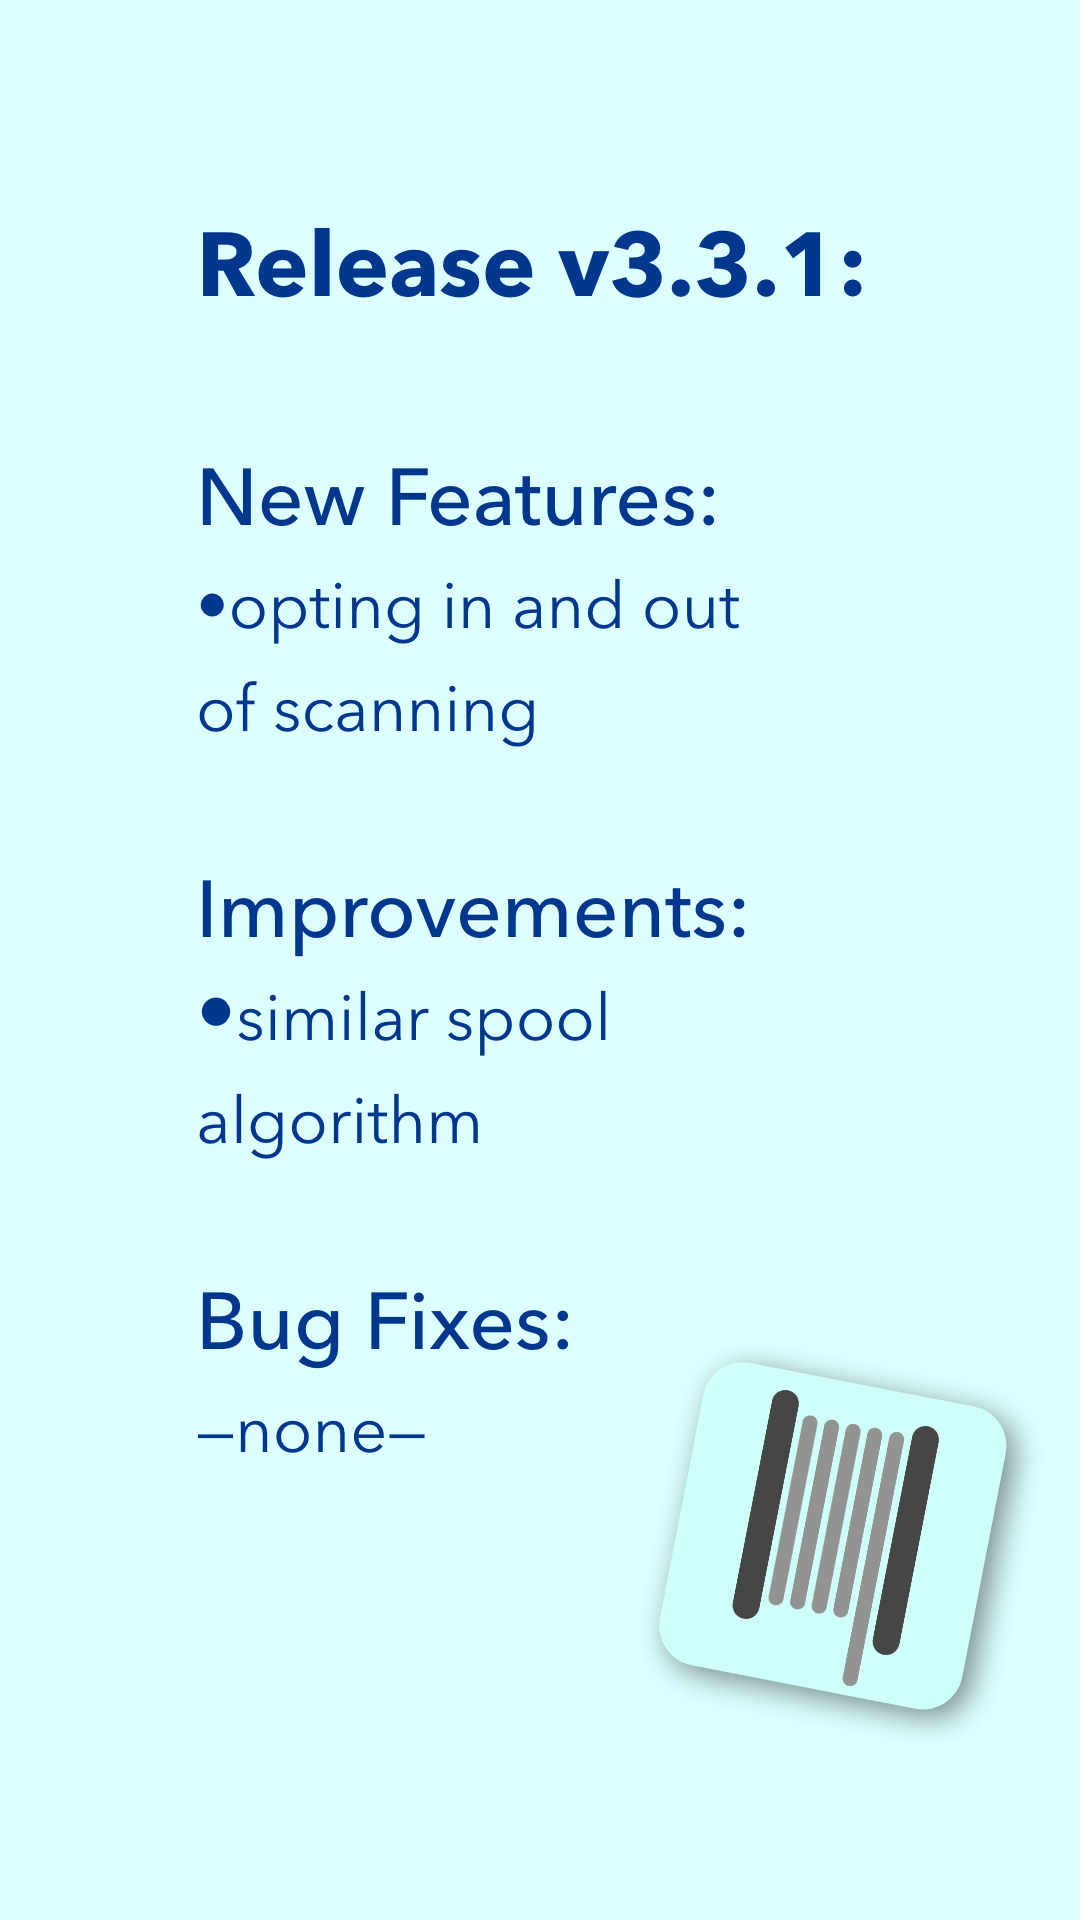 Release v3.3.1:
New Features:
•opting in and out
of scanning
Improvements:
•similar spool
algorithm
Bug Fixes:
—none—